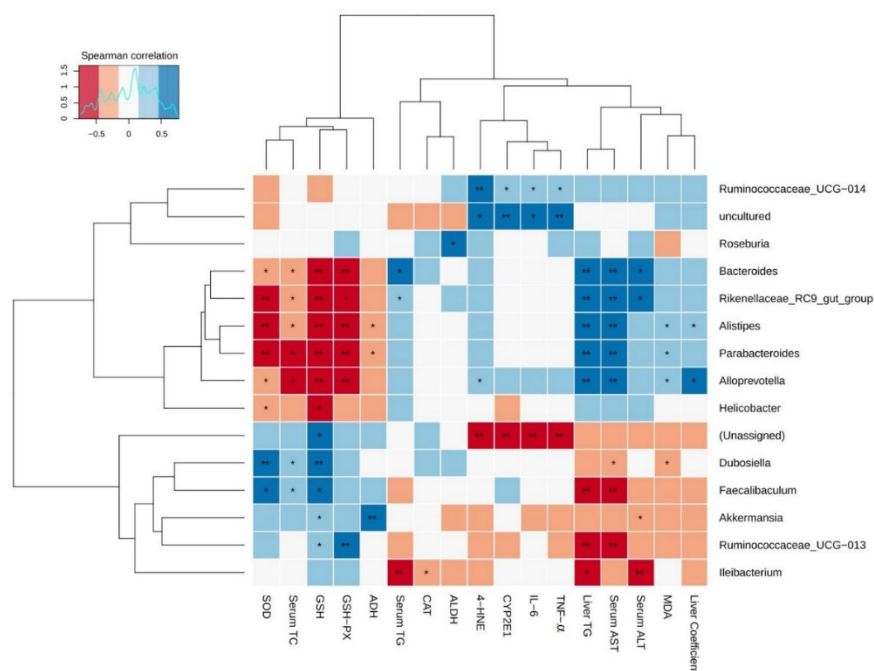 Spearman correlation
1.5
1
0.5
0
−0.5 0 0.5
** * * * Ruminococcaceae_UCG−014
* ** * ** uncultured
* Roseburia
* * ** ** * ** ** * Bacteroides
** * ** * * ** ** * Rikenellaceae_RC9_gut_group
** * ** ** * ** ** * * Alistipes
** * ** ** * ** ** * Parabacteroides
* * ** ** * ** ** * * Alloprevotella
* * Helicobacter
* ** ** ** ** (Unassigned)
** * ** * * Dubosiella
* * * ** ** Faecalibaculum
* ** * Akkermansia
* ** ** ** Ruminococcaceae_UCG−013
** * * ** Ileibacterium
SOD
Serum TC
GSH
GSH−PX
ADH
Serum TG
CAT
ALDH
4−HNE
CYP2E1
IL−6
TNF−α
Liver TG
Serum AST
Serum ALT
MDA
Liver Coefficien